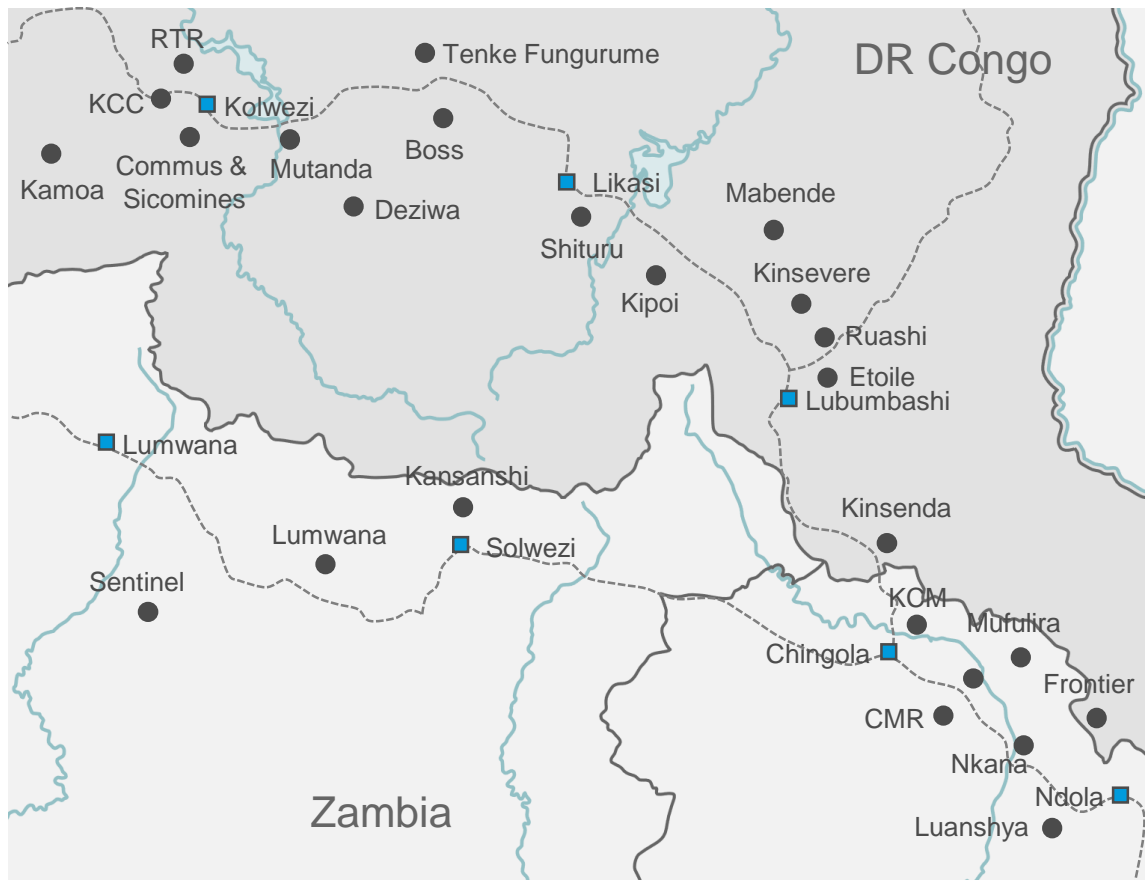 RTR
Tenke Fungurume
DR Congo
KCC
Kolwezi
Boss
Commus &
Sicomines
Mutanda
Kamoa
Likasi
Mabende
Deziwa
Shituru
Kinsevere
Kipoi
Ruashi
Etoile
Lubumbashi
Lumwana
Kansanshi
Kinsenda
Lumwana
Solwezi
Sentinel
KCM
Mufulira
Chingola
Frontier
CMR
Nkana
Ndola
Zambia
Luanshya